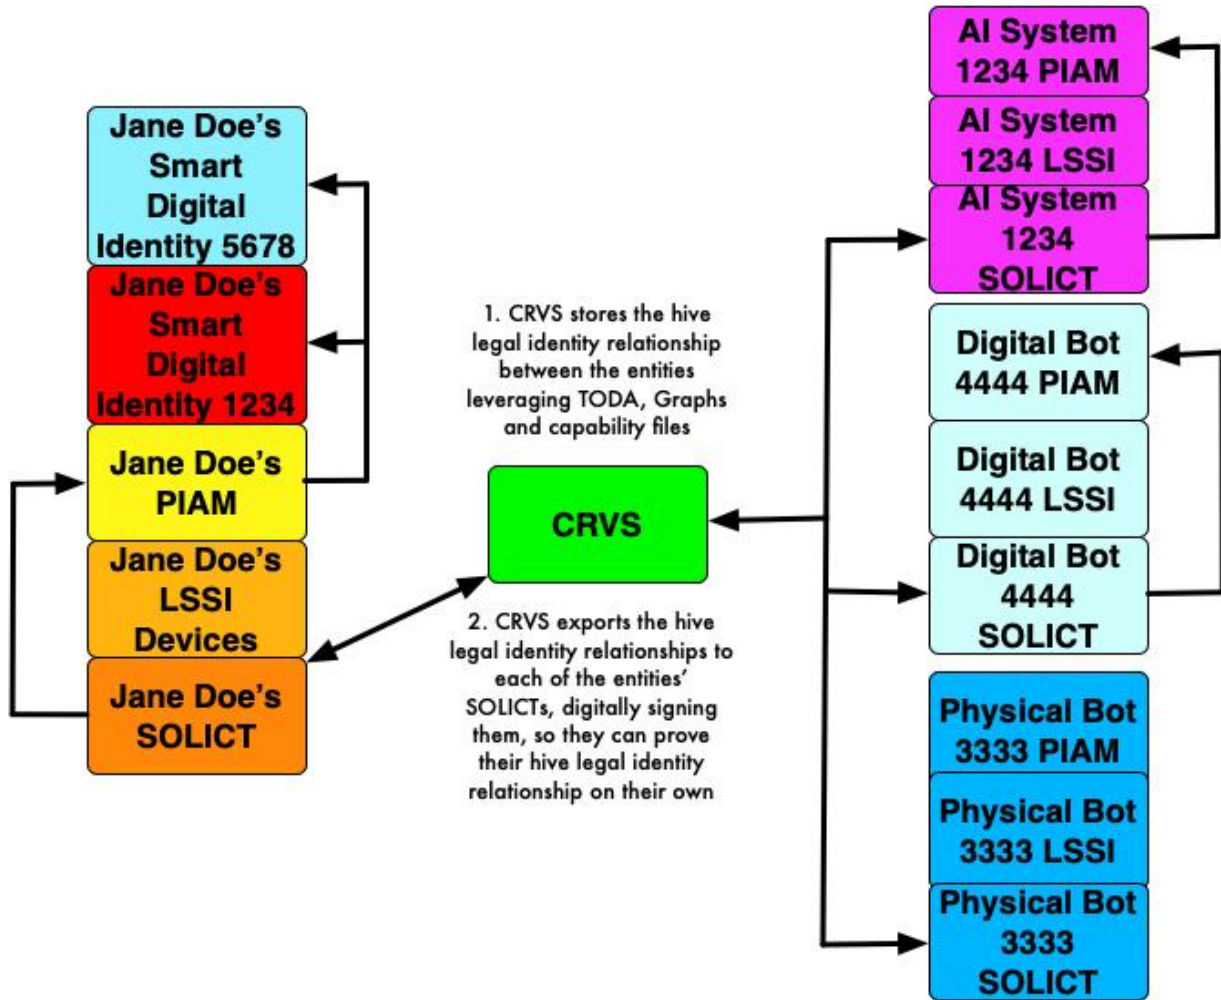 Jane Doe's
Smart
Digital
Identity 5678
Jane Doe's
Smart
Digital
Identity 1234
Jane Doe's
PIAM
Jane Doe's
LSSI
Devices
Jane Doe's
SOLICT
1. CRVS stores the hive
legal identity relationship
between the entities
leveraging TODA, Graphs
and capability files
CRVS
2. CRVS exports the hive
legal identity relationships to
each of the entities'
SOLICTs, digitally signing
them, so they can prove
their hive legal identity
relationship on their own
AI System
1234 PIAM
AI System
1234 LSSI
AI System
1234
SOLICT
Digital Bot
4444 PIAM
Digital Bot
4444 LSSI
Digital Bot
4444
SOLICT
Physical Bot
3333 PIAM
Physical Bot
3333 LSSI
Physical Bot
3333
SOLICT